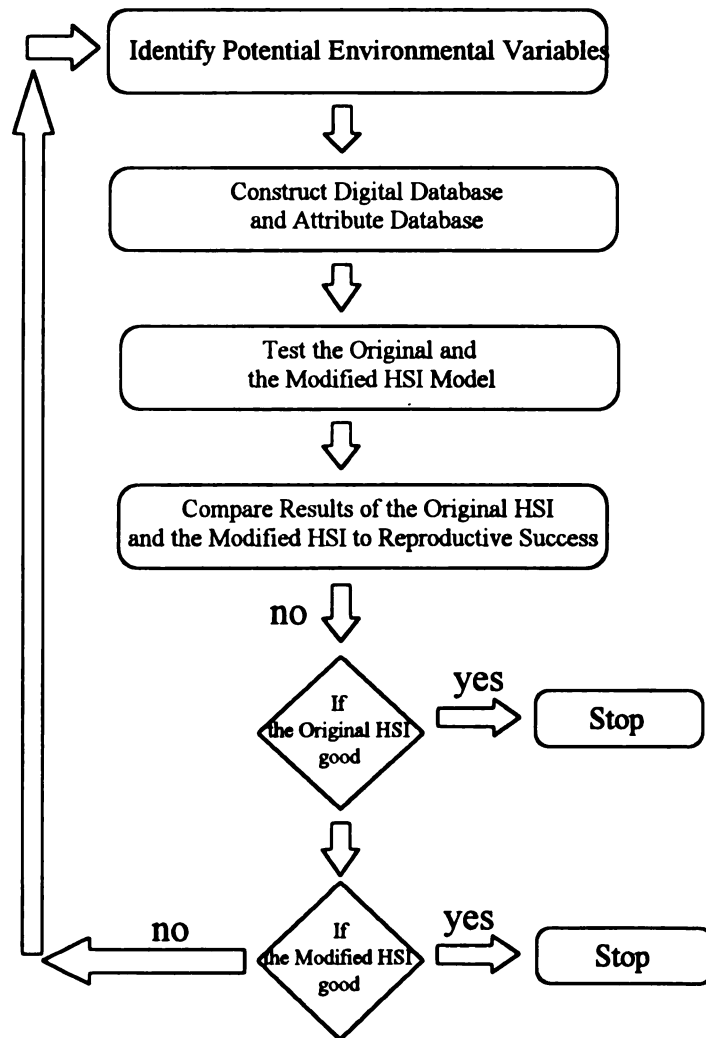 Identify Potential Environmental Variables
Construct Digital Database
and Attribute Database
Test the Original and
the Modified HSI Model
Compare Results of the Original HSI
and the Modified HSI to Reproductive Success
no
If
the Original HSI
good
yes
Stop
If
the Modified HSI
good
yes
Stop
no